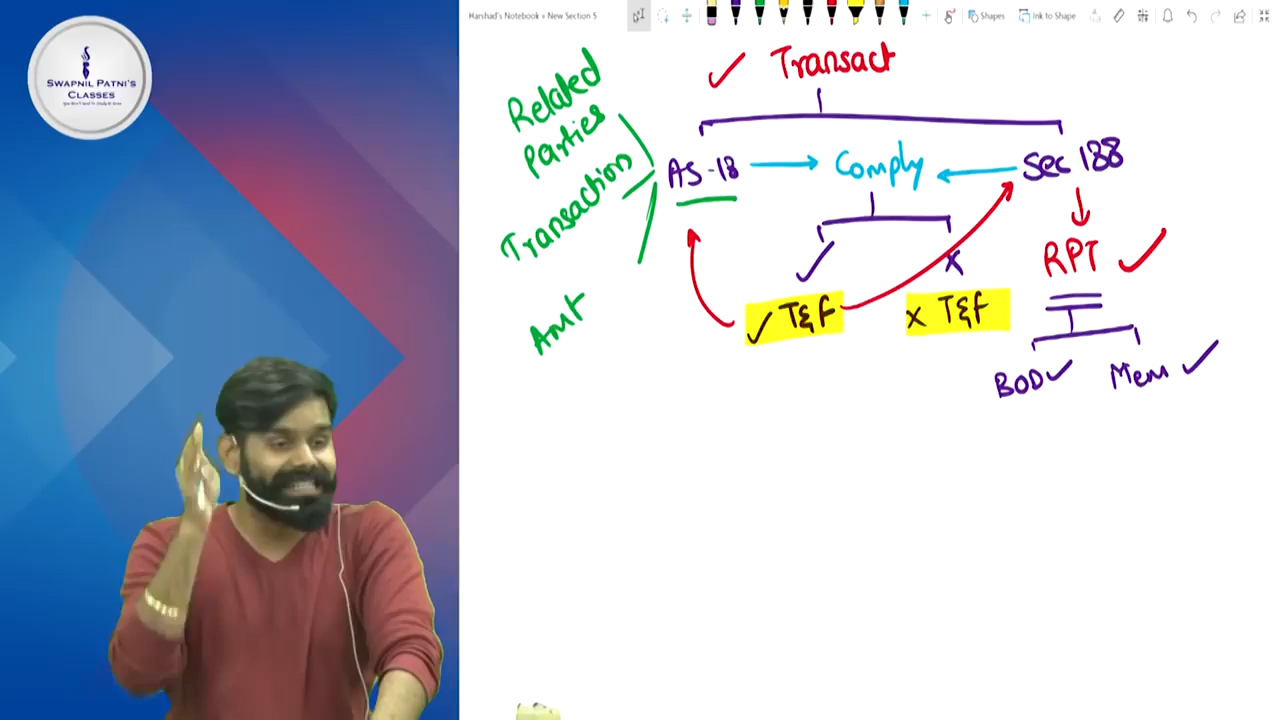 SWAPNIL PATNI'S
CLASSES
Harshad's Notebook » New Section 5
Shapes
Ink to Shape
✓ Transact
Related
Parties
Transactions
AS-18 → Comply ← Sec 188
✓ X
RPT ✓
✓ T&F
X T&F
Amt
BOD ✓ Mem ✓